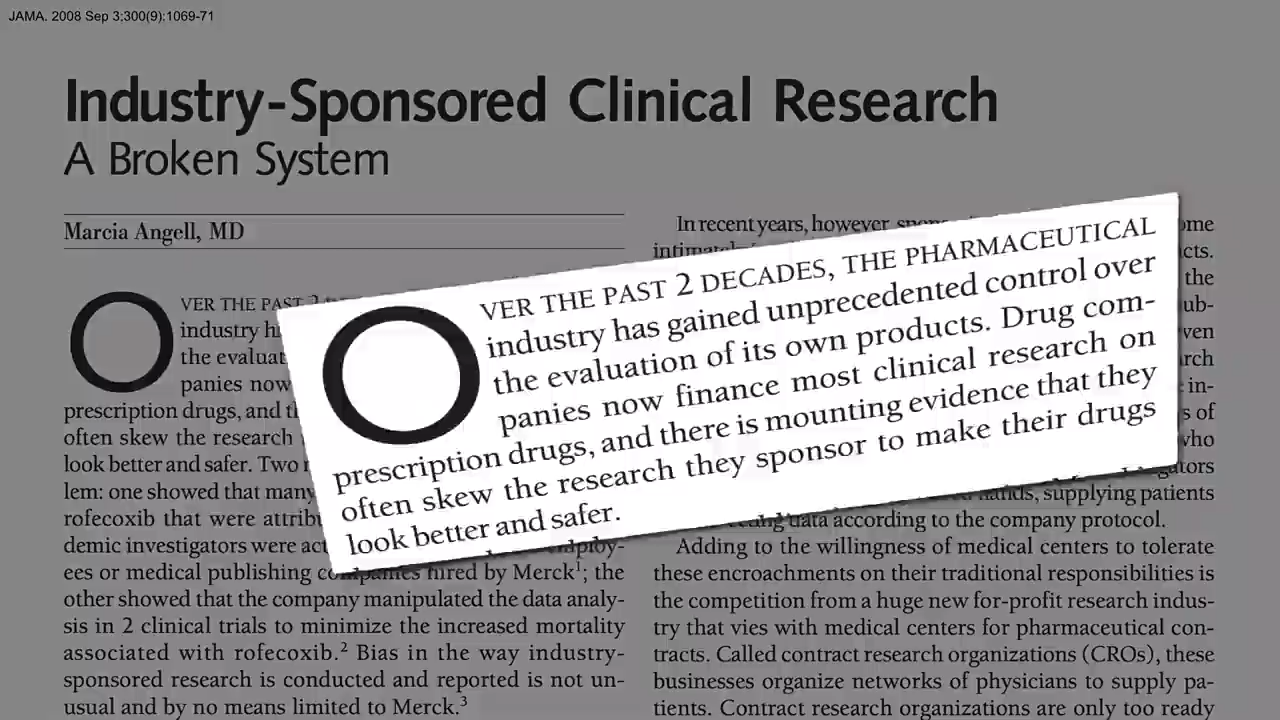 JAMA. 2008 Sep 3;300(9):1069-71
Industry-Sponsored Clinical Research
A Broken System
Marcia Angell, MD
OVER THE PAST 2
industry
the evaluat
panies now
prescription drugs, and
often skew the research
look better and safer. Two
lem: one showed that many
rofecoxib that were
demic investigators were
ees or medical publishing companies hired by Merck1; the
other showed that the company manipulated the data analy-
sis in 2 clinical trials to minimize the increased mortality
associated with rofecoxib.2 Bias in the way industry-
sponsored research is conducted and reported is not un-
usual and by no means limited to Merck.3
OVER THE PAST 2 DECADES, THE PHARMACEUTICAL
industry has gained unprecedented control over
the evaluation of its own products. Drug com-
panies now finance most clinical research on
prescription drugs, and there is mounting evidence that they
often skew the research they sponsor to make their drugs
look better and safer.
In recent years, however
the
hands, supplying patients
data according to the company protocol.
Adding to the willingness of medical centers to tolerate
these encroachments on their traditional responsibilities is
the competition from a huge new for-profit research indus-
try that vies with medical centers for pharmaceutical con-
tracts. Called contract research organizations (CROs), these
businesses organize networks of physicians to supply pa-
tients. Contract research organizations are only too ready